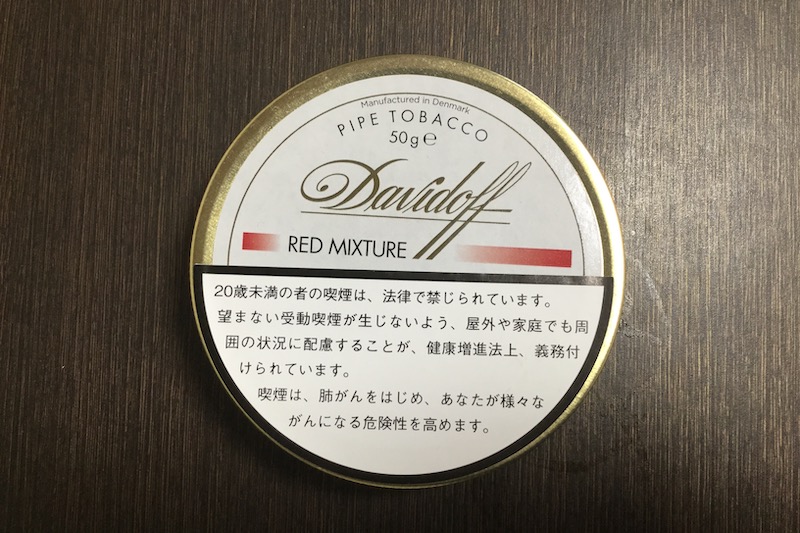 Manufactured in Denmark
PIPE TOBACCO
50g℮
Davidoff
RED MIXTURE
20歳未満の者の喫煙は、法律で禁じられています。
望まない受動喫煙が生じないよう、屋外や家庭でも周
囲の状況に配慮することが、健康増進法上、義務付
けられています。
喫煙は、肺がんをはじめ、あなたが様々な
がんになる危険性を高めます。